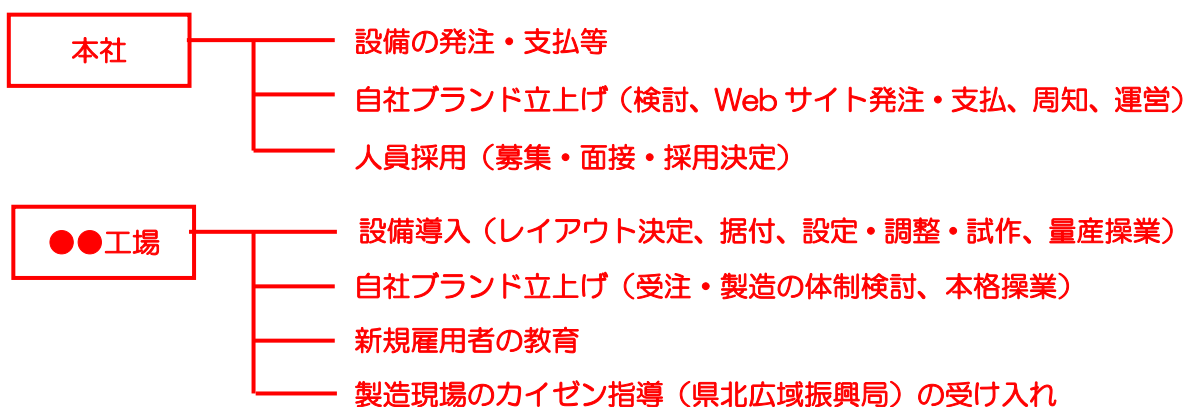 本社
設備の発注・支払等
自社ブランド立上げ（検討、Webサイト発注・支払、周知、運営）
人員採用（募集・面接・採用決定）
●●工場
設備導入（レイアウト決定、据付、設定・調整・試作、量産操業）
自社ブランド立上げ（受注・製造の体制検討、本格操業）
新規雇用者の教育
製造現場のカイゼン指導（県北広域振興局）の受け入れ